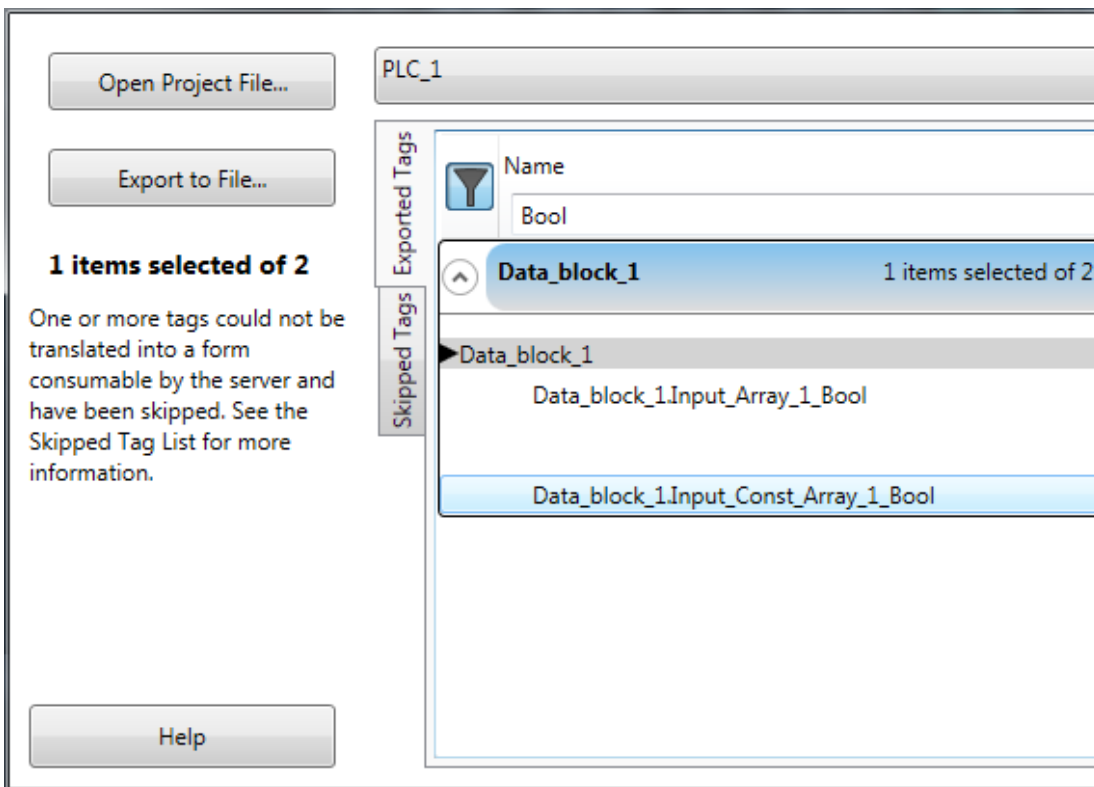 Open Project File...
PLC_1
Export to File...
Exported Tags
Skipped Tags
Name
Bool
1 items selected of 2
Data_block_1 1 items selected of 2
One or more tags could not be
translated into a form
consumable by the server and
have been skipped. See the
Skipped Tag List for more
information.
Data_block_1
Data_block_1.Input_Array_1_Bool
Data_block_1.Input_Const_Array_1_Bool
Help